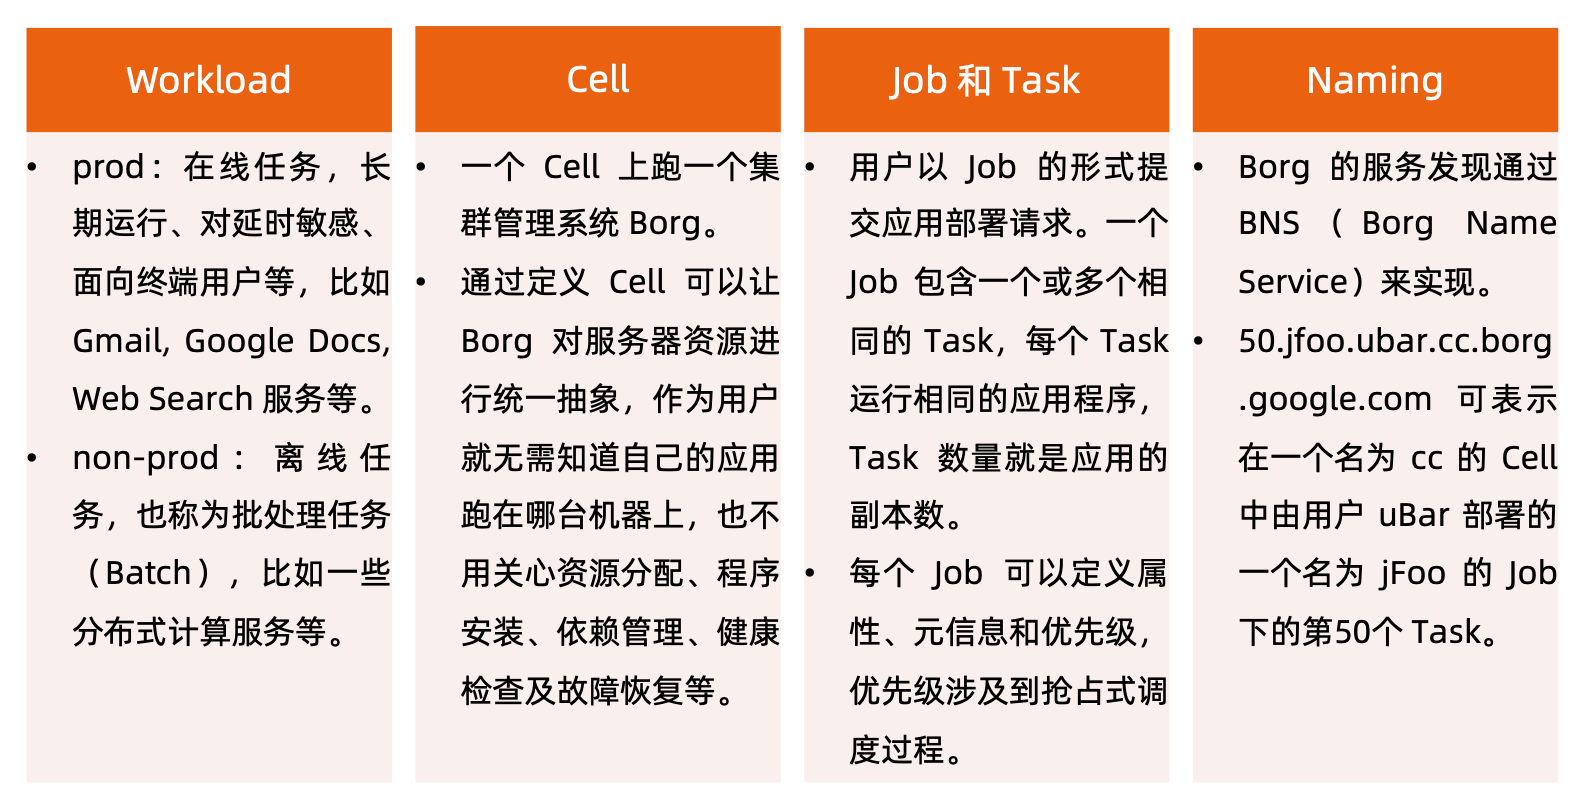 Workload
• prod：在线任务，长
期运行、对延时敏感、
面向终端用户等，比如
Gmail, Google Docs,
Web Search 服务等。
• non-prod：离线任
务，也称为批处理任务
（Batch），比如一些
分布式计算服务等。
Cell
• 一个 Cell 上跑一个集
群管理系统 Borg。
• 通过定义 Cell 可以让
Borg 对服务器资源进
行统一抽象，作为用户
就无需知道自己的应用
跑在哪台机器上，也不
用关心资源分配、程序
安装、依赖管理、健康
检查及故障恢复等。
Job 和 Task
• 用户以 Job 的形式提
交应用部署请求。一个
Job 包含一个或多个相
同的 Task，每个 Task
运行相同的应用程序，
Task 数量就是应用的
副本数。
• 每个 Job 可以定义属
性、元信息和优先级，
优先级涉及到抢占式调
度过程。
Naming
• Borg 的服务发现通过
BNS （Borg Name
Service）来实现。
• 50.jfoo.ubar.cc.borg
.google.com 可表示
在一个名为 cc 的 Cell
中由用户 uBar 部署的
一个名为 jFoo 的 Job
下的第50个 Task。